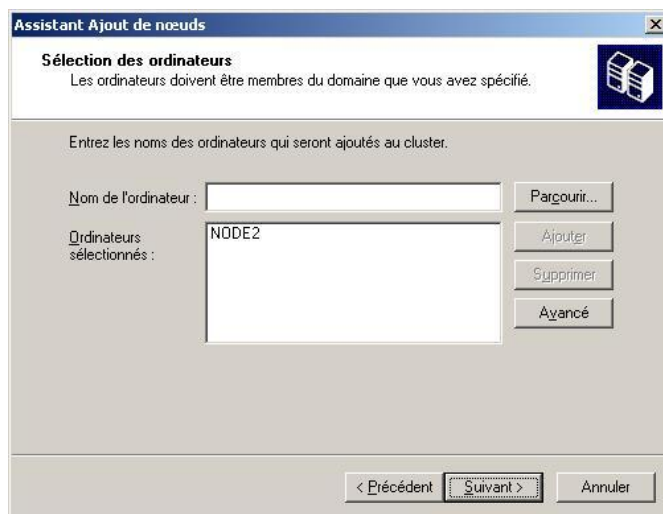 Assistant Ajout de nœuds
Sélection des ordinateurs
Les ordinateurs doivent être membres du domaine que vous avez spécifié.
Entrez les noms des ordinateurs qui seront ajoutés au cluster.
Nom de l'ordinateur :
Parcourir...
Ordinateurs sélectionnés :
NODE2
Ajouter
Supprimer
Avancé
< Précédent
Suivant >
Annuler